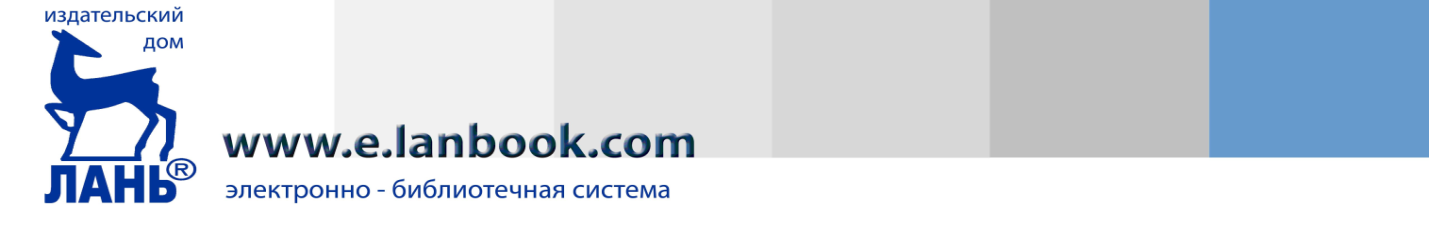 издательский
дом
ЛАНЬ®
www.e.lanbook.com
электронно - библиотечная система